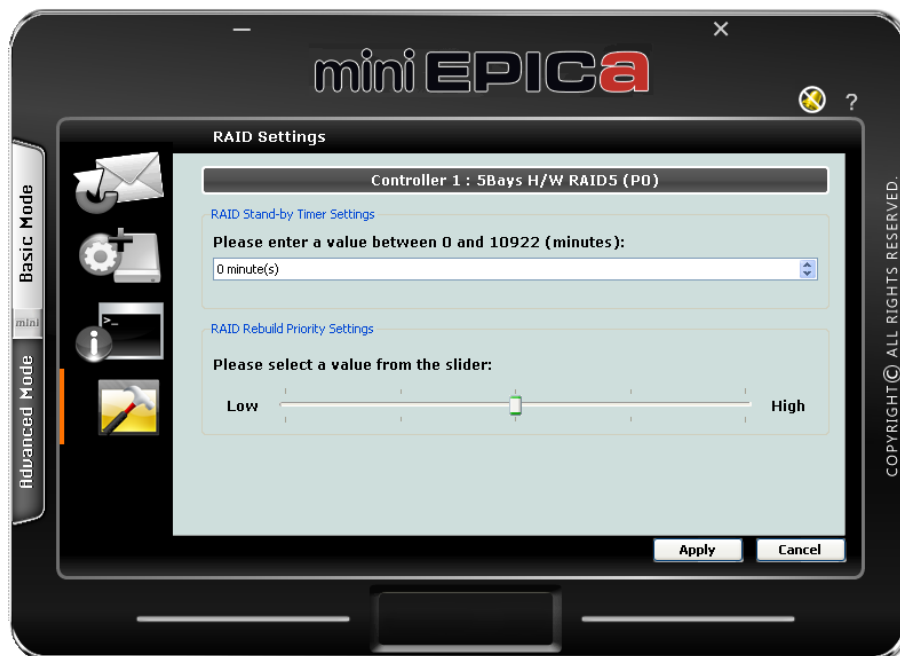 mini EPICa
?
RAID Settings
Controller 1 : 5Bays H/W RAID5 (P0)
RAID Stand-by Timer Settings
Please enter a value between 0 and 10922 (minutes):
0 minute(s)
RAID Rebuild Priority Settings
Please select a value from the slider:
Low
High
Apply
Cancel
Basic Mode
mini
Advanced Mode
>_
i
COPYRIGHT© ALL RIGHTS RESERVED.